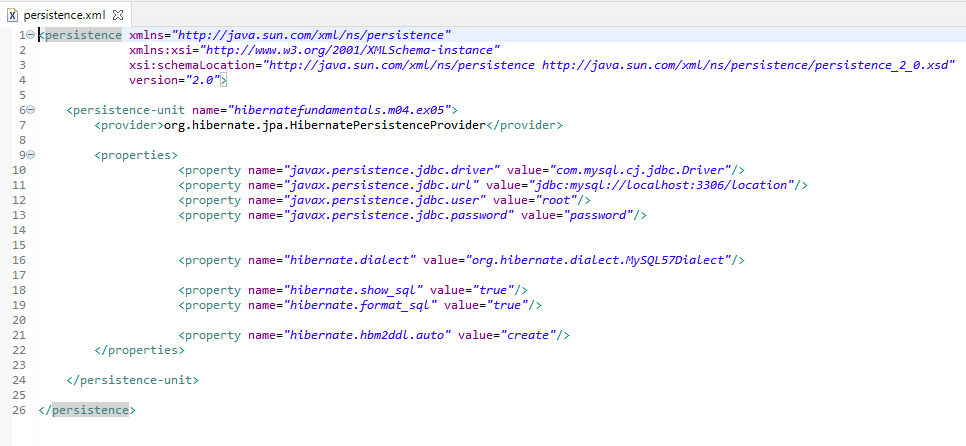 persistence.xml
1 <persistence xmlns="http://java.sun.com/xml/ns/persistence"
2 xmlns:xsi="http://www.w3.org/2001/XMLSchema-instance"
3 xsi:schemaLocation="http://java.sun.com/xml/ns/persistence http://java.sun.com/xml/ns/persistence/persistence_2_0.xsd"
4 version="2.0">
5
6 <persistence-unit name="hibernatefundamentals.m04.ex05">
7 <provider>org.hibernate.jpa.HibernatePersistenceProvider</provider>
8
9 <properties>
10 <property name="javax.persistence.jdbc.driver" value="com.mysql.cj.jdbc.Driver"/>
11 <property name="javax.persistence.jdbc.url" value="jdbc:mysql://localhost:3306/location"/>
12 <property name="javax.persistence.jdbc.user" value="root"/>
13 <property name="javax.persistence.jdbc.password" value="password"/>
14
15
16 <property name="hibernate.dialect" value="org.hibernate.dialect.MySQL57Dialect"/>
17
18 <property name="hibernate.show_sql" value="true"/>
19 <property name="hibernate.format_sql" value="true"/>
20
21 <property name="hibernate.hbm2ddl.auto" value="create"/>
22 </properties>
23
24 </persistence-unit>
25
26 </persistence>